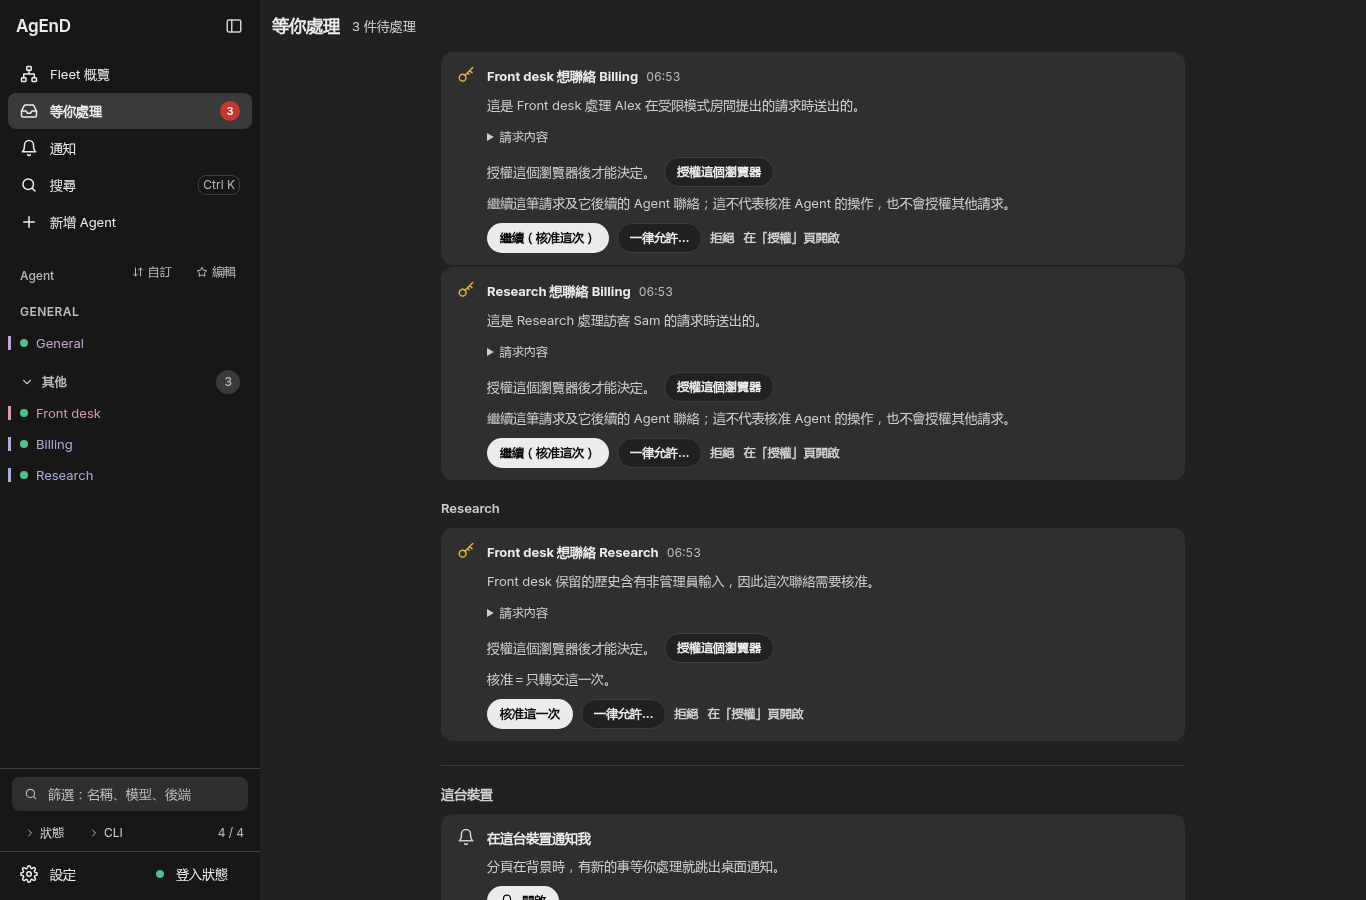 AgEnD
Fleet 概覽
等你處理 3
通知
搜尋 Ctrl K
新增 Agent
Agent 自訂 編輯
GENERAL
General
其他 3
Front desk
Billing
Research
篩選：名稱、模型、後端
狀態 CLI 4 / 4
設定 登入狀態
等你處理 3 件待處理
Front desk 想聯絡 Billing 06:53
這是 Front desk 處理 Alex 在受限模式房間提出的請求時送出的。
請求內容
授權這個瀏覽器後才能決定。 授權這個瀏覽器
繼續這筆請求及它後續的 Agent 聯絡；這不代表核准 Agent 的操作，也不會授權其他請求。
繼續（核准這次） 一律允許… 拒絕 在「授權」頁開啟
Research 想聯絡 Billing 06:53
這是 Research 處理訪客 Sam 的請求時送出的。
請求內容
授權這個瀏覽器後才能決定。 授權這個瀏覽器
繼續這筆請求及它後續的 Agent 聯絡；這不代表核准 Agent 的操作，也不會授權其他請求。
繼續（核准這次） 一律允許… 拒絕 在「授權」頁開啟
Research
Front desk 想聯絡 Research 06:53
Front desk 保留的歷史含有非管理員輸入，因此這次聯絡需要核准。
請求內容
授權這個瀏覽器後才能決定。 授權這個瀏覽器
核准 = 只轉交這一次。
核准這一次 一律允許… 拒絕 在「授權」頁開啟
這台裝置
在這台裝置通知我
分頁在背景時，有新的事等你處理就跳出桌面通知。